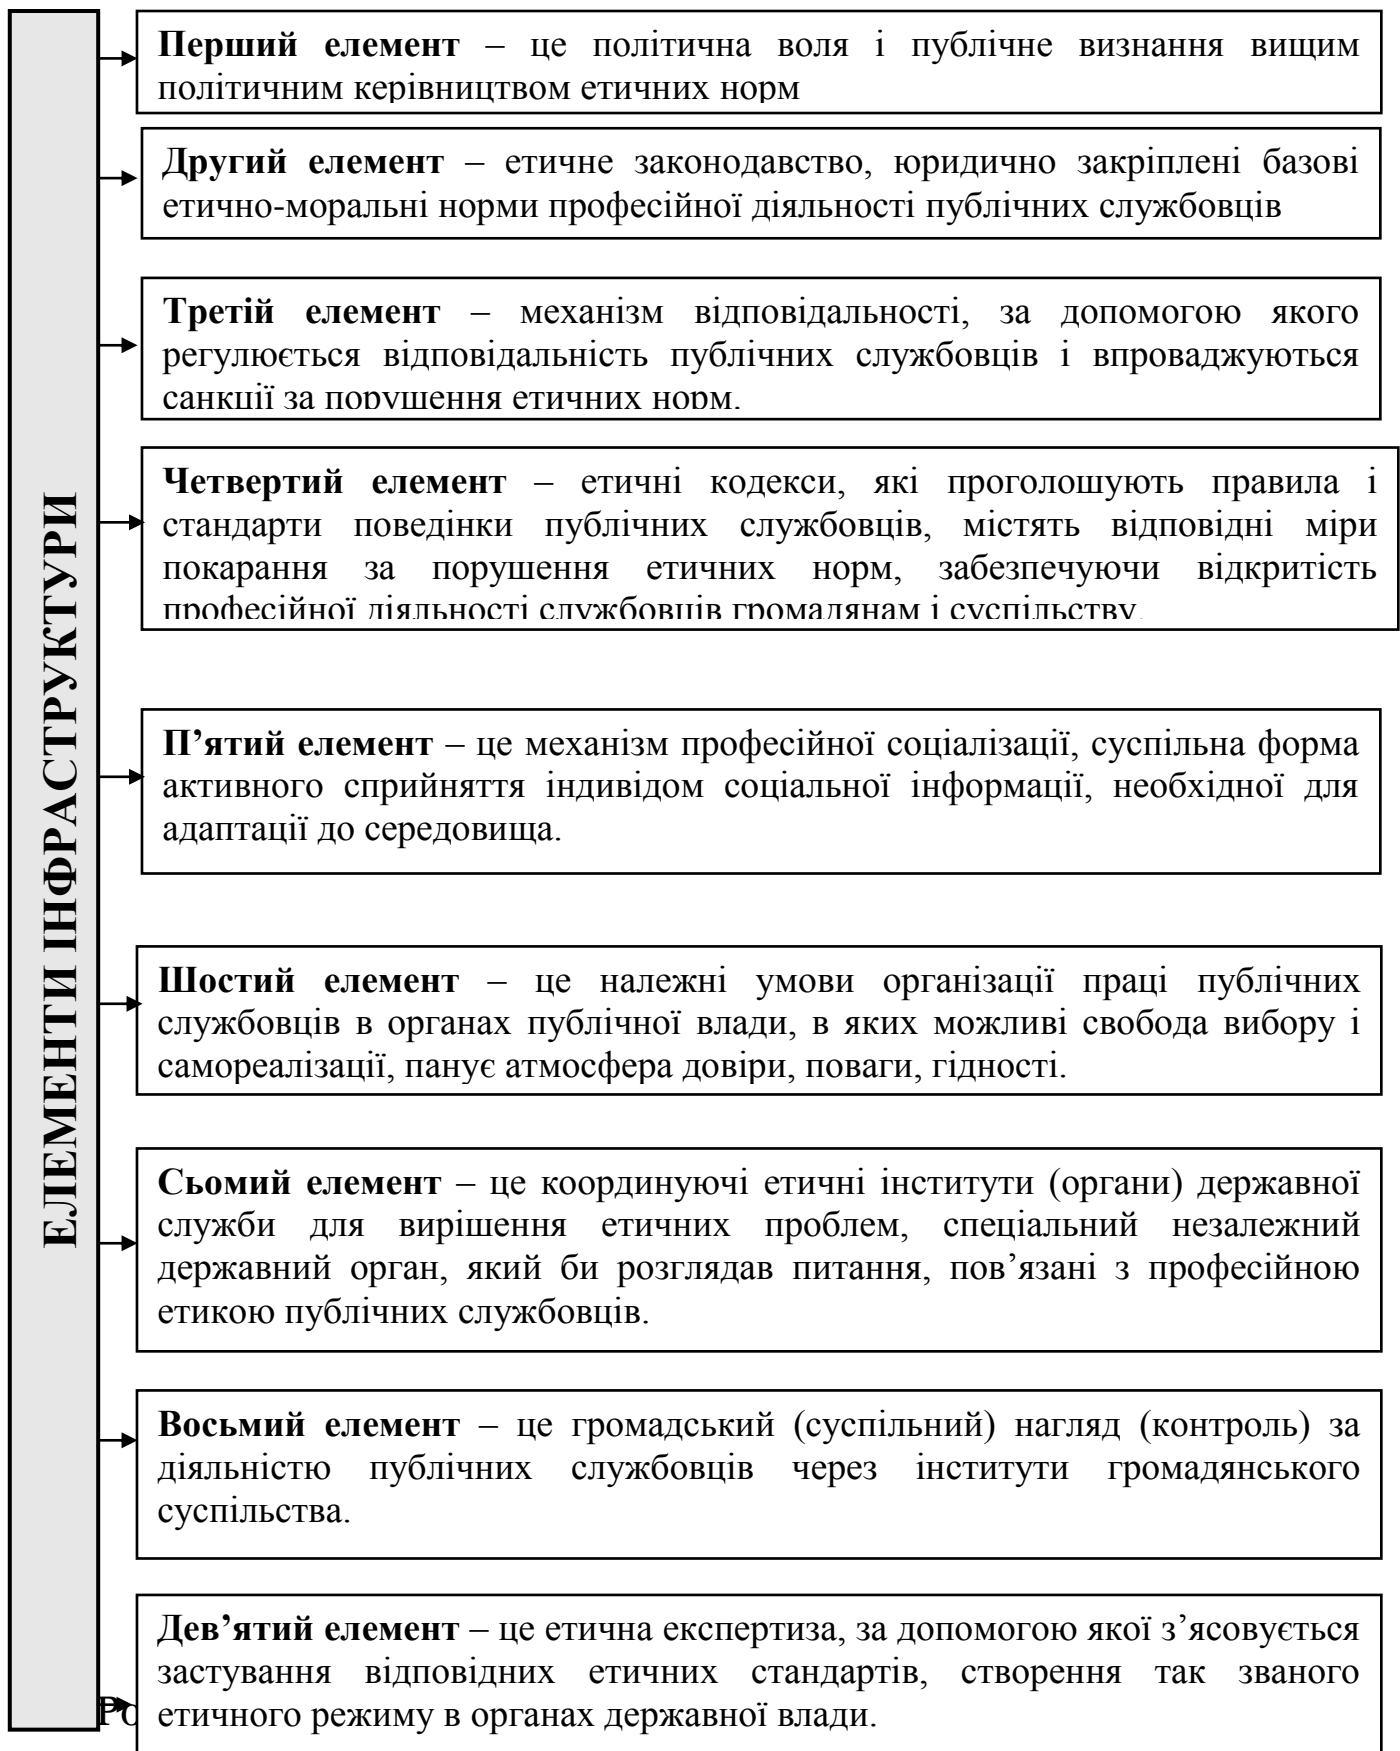 ЕЛЕМЕНТИ ІНФРАСТРУКТУРИ
Перший елемент – це політична воля і публічне визнання вищим
політичним керівництвом етичних норм
Другий елемент – етичне законодавство, юридично закріплені базові
етично-моральні норми професійної діяльності публічних службовців
Третій елемент – механізм відповідальності, за допомогою якого
регулюється відповідальність публічних службовців і впроваджуються
санкції за порушення етичних норм.
Четвертий елемент – етичні кодекси, які проголошують правила і
стандарти поведінки публічних службовців, містять відповідні міри
покарання за порушення етичних норм, забезпечуючи відкритість
професійної діяльності службовців громадянам і суспільству.
П’ятий елемент – це механізм професійної соціалізації, суспільна форма
активного сприйняття індивідом соціальної інформації, необхідної для
адаптації до середовища.
Шостий елемент – це належні умови організації праці публічних
службовців в органах публічної влади, в яких можливі свобода вибору і
самореалізації, панує атмосфера довіри, поваги, гідності.
Сьомий елемент – це координуючі етичні інститути (органи) державної
служби для вирішення етичних проблем, спеціальний незалежний
державний орган, який би розглядав питання, пов’язані з професійною
етикою публічних службовців.
Восьмий елемент – це громадський (суспільний) нагляд (контроль) за
діяльністю публічних службовців через інститути громадянського
суспільства.
Дев’ятий елемент – це етична експертиза, за допомогою якої з’ясовується
застування відповідних етичних стандартів, створення так званого
етичного режиму в органах державної влади.